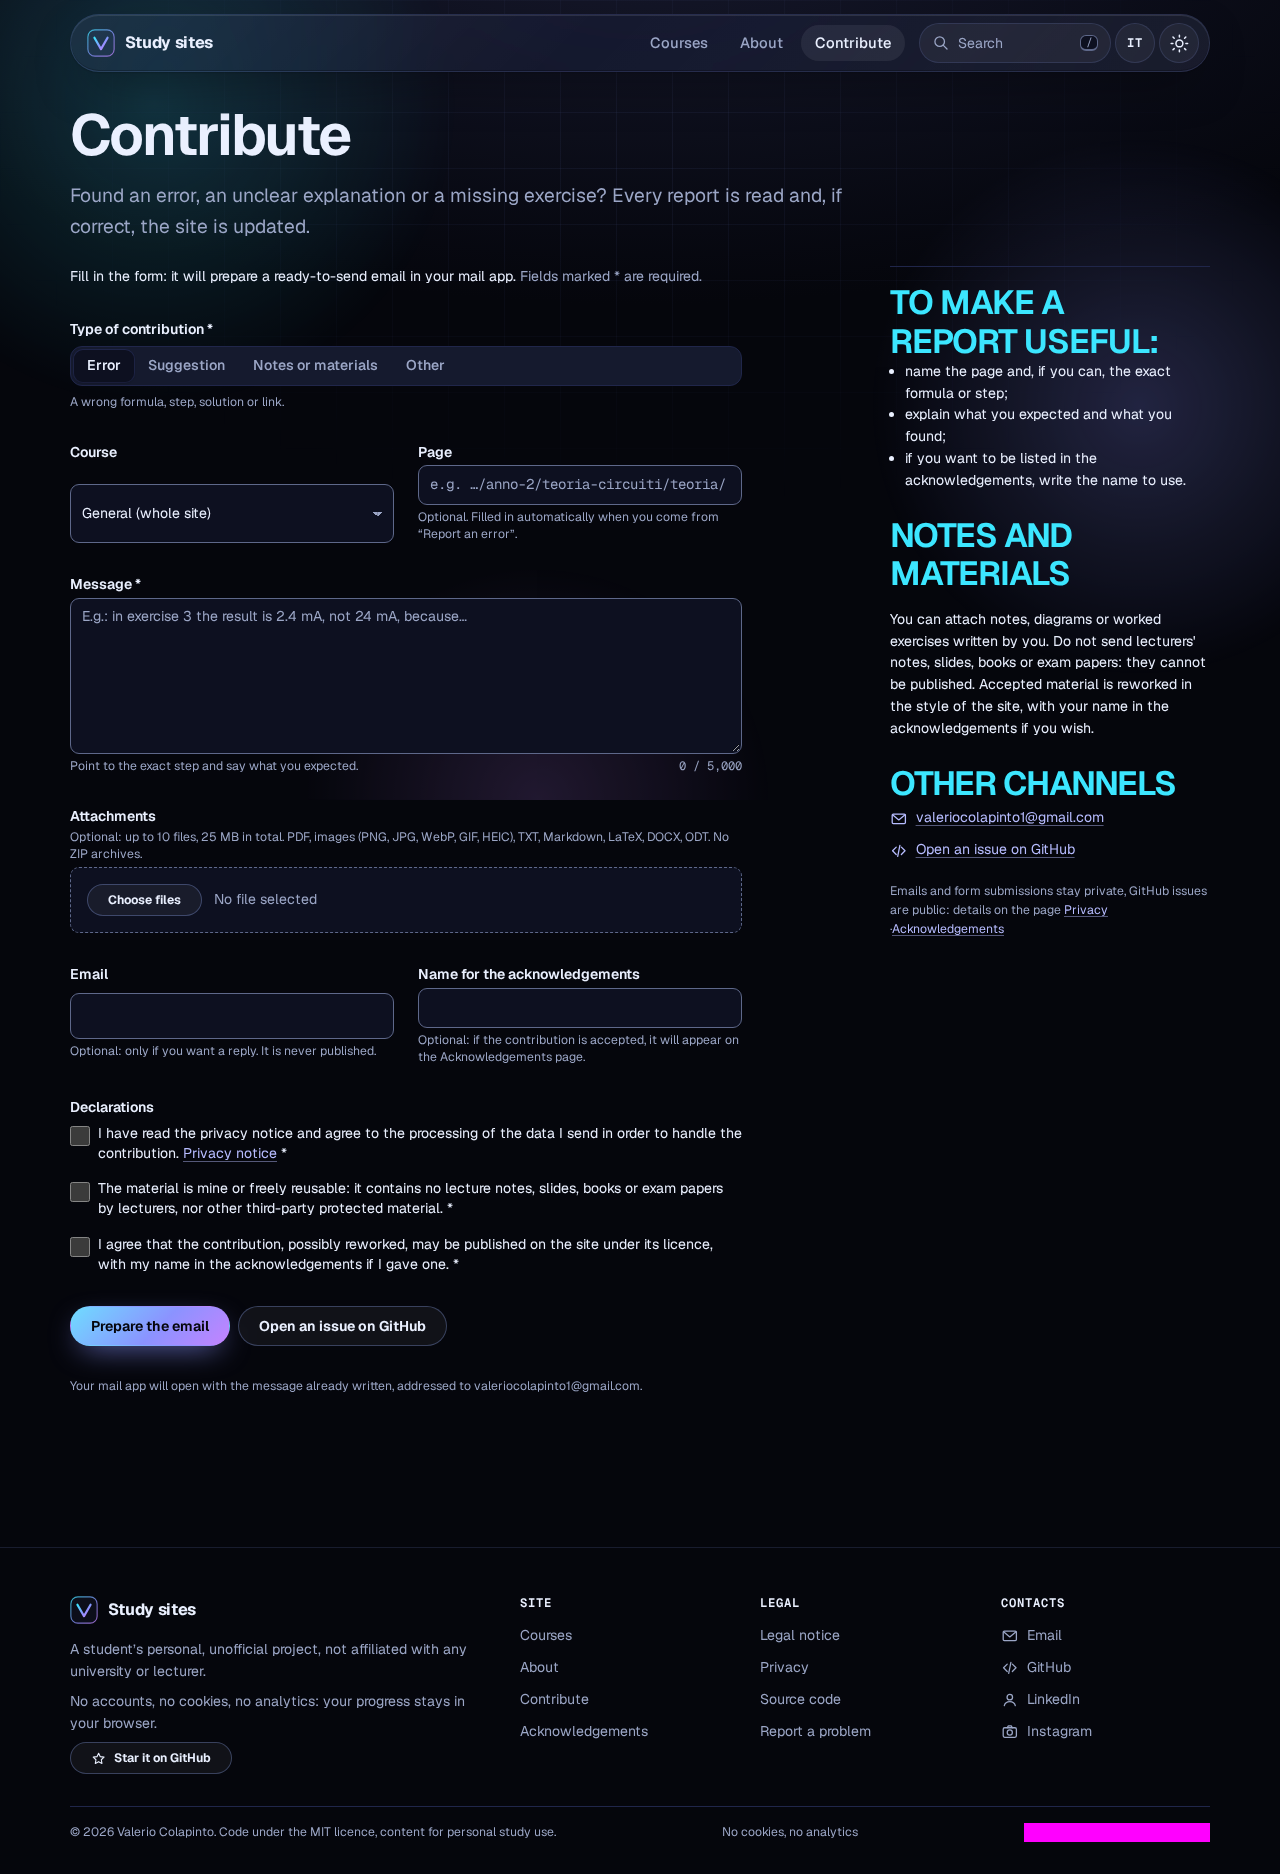 Study sites
Courses
About
Contribute
Search
/
IT
Contribute
Found an error, an unclear explanation or a missing exercise? Every report is read and, if
correct, the site is updated.
Fill in the form: it will prepare a ready-to-send email in your mail app. Fields marked * are required.
Type of contribution *
Error
Suggestion
Notes or materials
Other
A wrong formula, step, solution or link.
Course
General (whole site)
Page
e.g. …/anno-2/teoria-circuiti/teoria/
Optional. Filled in automatically when you come from
“Report an error”.
Message *
E.g.: in exercise 3 the result is 2.4 mA, not 24 mA, because…
Point to the exact step and say what you expected.
0 / 5,000
Attachments
Optional: up to 10 files, 25 MB in total. PDF, images (PNG, JPG, WebP, GIF, HEIC), TXT, Markdown, LaTeX, DOCX, ODT. No
ZIP archives.
Choose files
No file selected
Email
Optional: only if you want a reply. It is never published.
Name for the acknowledgements
Optional: if the contribution is accepted, it will appear on
the Acknowledgements page.
Declarations
I have read the privacy notice and agree to the processing of the data I send in order to handle the
contribution. Privacy notice *
The material is mine or freely reusable: it contains no lecture notes, slides, books or exam papers
by lecturers, nor other third-party protected material. *
I agree that the contribution, possibly reworked, may be published on the site under its licence,
with my name in the acknowledgements if I gave one. *
Prepare the email
Open an issue on GitHub
Your mail app will open with the message already written, addressed to valeriocolapinto1@gmail.com.
TO MAKE A
REPORT USEFUL:
name the page and, if you can, the exact
formula or step;
explain what you expected and what you
found;
if you want to be listed in the
acknowledgements, write the name to use.
NOTES AND
MATERIALS
You can attach notes, diagrams or worked
exercises written by you. Do not send lecturers'
notes, slides, books or exam papers: they cannot
be published. Accepted material is reworked in
the style of the site, with your name in the
acknowledgements if you wish.
OTHER CHANNELS
valeriocolapinto1@gmail.com
Open an issue on GitHub
Emails and form submissions stay private, GitHub issues
are public: details on the page Privacy
·Acknowledgements
Study sites
A student's personal, unofficial project, not affiliated with any
university or lecturer.
No accounts, no cookies, no analytics: your progress stays in
your browser.
Star it on GitHub
SITE
Courses
About
Contribute
Acknowledgements
LEGAL
Legal notice
Privacy
Source code
Report a problem
CONTACTS
Email
GitHub
LinkedIn
Instagram
© 2026 Valerio Colapinto. Code under the MIT licence, content for personal study use.
No cookies, no analytics